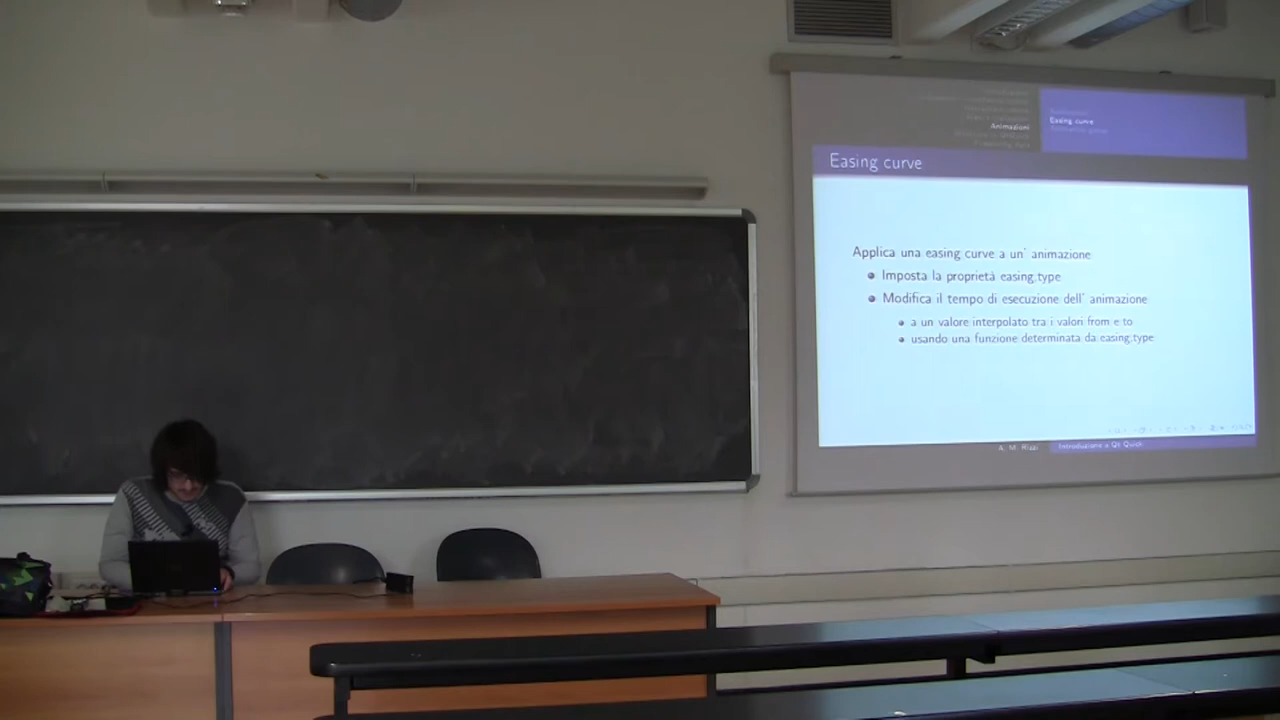 Animazioni
Easing curve
Easing curve
Applica una easing curve a un' animazione
Imposta la proprietà easing.type
Modifica il tempo di esecuzione dell' animazione
a un valore interpolato tra i valori from e to
usando una funzione determinata da easing.type
A. M. Rizzi
Introduzione a Qt Quick